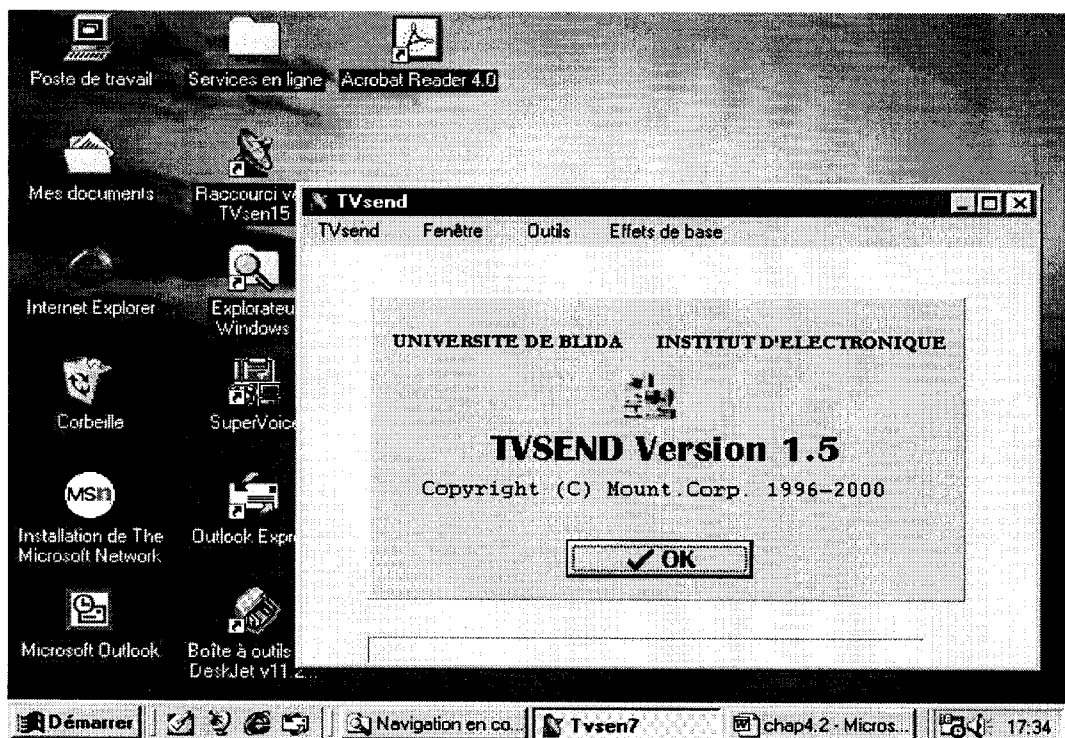 Poste de travail
Services en ligne
Acrobat Reader 4.0
Mes documents
Raccourci v
TVsen15
Internet Explorer
Explorateu
Windows
Corbeille
SuperVoice
msn
Installation de The
Microsoft Network
Outlook Expr
Microsoft Outlook
Boîte à outils
DeskJet v11.2...
TVsend
TVsend Fenêtre Outils Effets de base
UNIVERSITE DE BLIDA INSTITUT D'ELECTRONIQUE
TVSEND Version 1.5
Copyright (C) Mount.Corp. 1996-2000
OK
Démarrer
Navigation en co...
Tvsen7
chap4.2 - Micros...
17:34